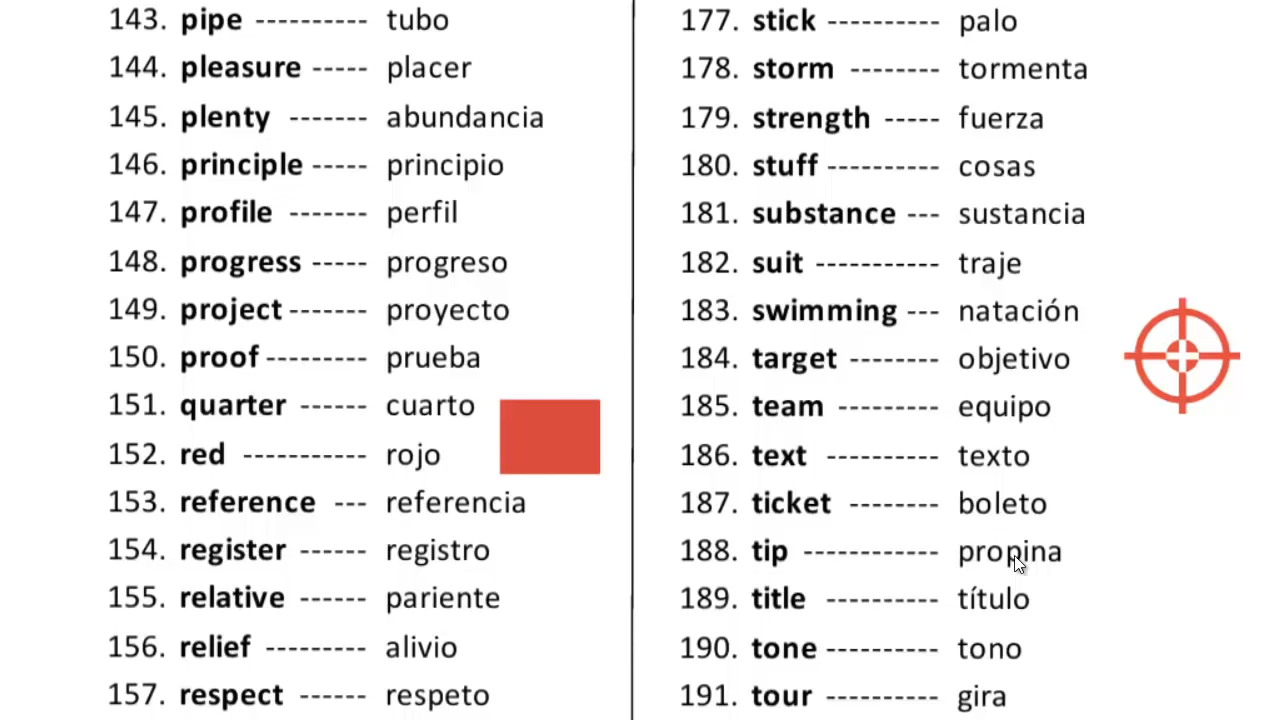 143. pipe ---------- tubo
144. pleasure ----- placer
145. plenty ------- abundancia
146. principle ----- principio
147. profile ------- perfil
148. progress ----- progreso
149. project ------- proyecto
150. proof --------- prueba
151. quarter ------ cuarto
152. red ----------- rojo
153. reference --- referencia
154. register ------ registro
155. relative ------ pariente
156. relief --------- alivio
157. respect ------ respeto
177. stick ---------- palo
178. storm -------- tormenta
179. strength ----- fuerza
180. stuff ---------- cosas
181. substance --- sustancia
182. suit ----------- traje
183. swimming --- natación
184. target -------- objetivo
185. team --------- equipo
186. text ---------- texto
187. ticket -------- boleto
188. tip ------------ propina
189. title ---------- título
190. tone ---------- tono
191. tour ---------- gira